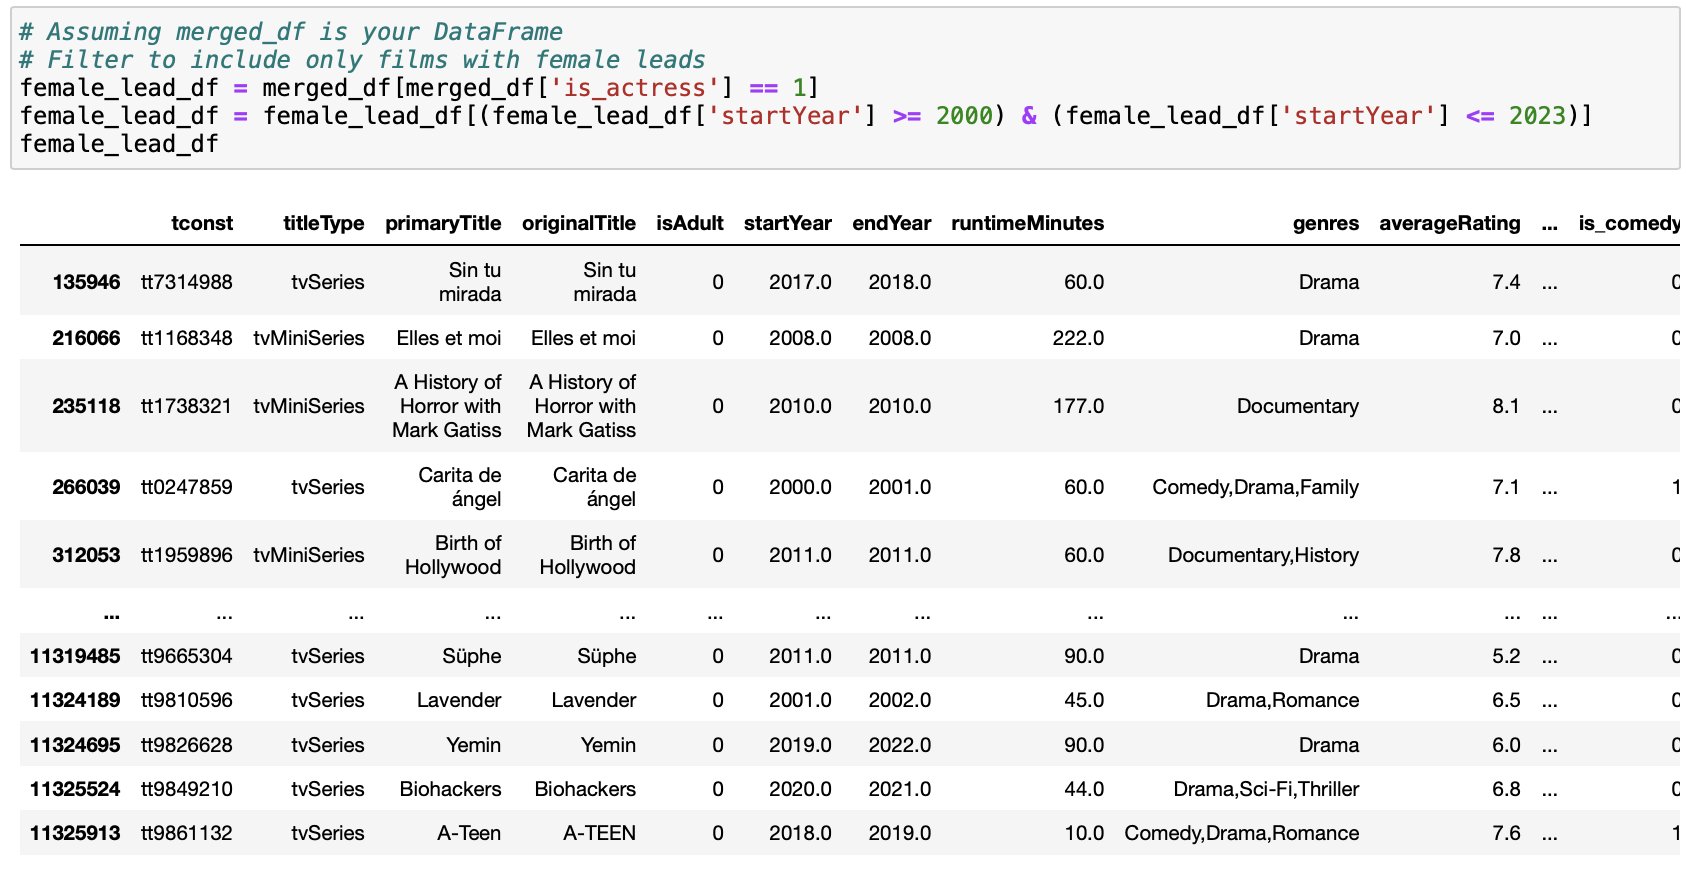 # Assuming merged_df is your DataFrame
# Filter to include only films with female leads
female_lead_df = merged_df[merged_df['is_actress'] == 1]
female_lead_df = female_lead_df[(female_lead_df['startYear'] >= 2000) & (female_lead_df['startYear'] <= 2023)]
female_lead_df
tconst titleType primaryTitle originalTitle isAdult startYear endYear runtimeMinutes genres averageRating ... is_comedy
135946 tt7314988 tvSeries Sin tu mirada Sin tu mirada 0 2017.0 2018.0 60.0 Drama 7.4 ... 0
216066 tt1168348 tvMiniSeries Elles et moi Elles et moi 0 2008.0 2008.0 222.0 Drama 7.0 ... 0
235118 tt1738321 tvMiniSeries A History of Horror with Mark Gatiss A History of Horror with Mark Gatiss 0 2010.0 2010.0 177.0 Documentary 8.1 ... 0
266039 tt0247859 tvSeries Carita de ángel Carita de ángel 0 2000.0 2001.0 60.0 Comedy,Drama,Family 7.1 ... 1
312053 tt1959896 tvMiniSeries Birth of Hollywood Birth of Hollywood 0 2011.0 2011.0 60.0 Documentary,History 7.8 ... 0
... ... ... ... ... ... ... ... ... ... ... ... ...
11319485 tt9665304 tvSeries Süphe Süphe 0 2011.0 2011.0 90.0 Drama 5.2 ... 0
11324189 tt9810596 tvSeries Lavender Lavender 0 2001.0 2002.0 45.0 Drama,Romance 6.5 ... 0
11324695 tt9826628 tvSeries Yemin Yemin 0 2019.0 2022.0 90.0 Drama 6.0 ... 0
11325524 tt9849210 tvSeries Biohackers Biohackers 0 2020.0 2021.0 44.0 Drama,Sci-Fi,Thriller 6.8 ... 0
11325913 tt9861132 tvSeries A-Teen A-TEEN 0 2018.0 2019.0 10.0 Comedy,Drama,Romance 7.6 ... 1